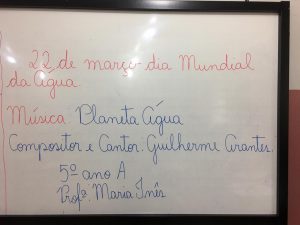 22 de março - dia Mundial
da Água
Música Planeta Água
Compositor e Cantor: Guilherme Arantes.
5º ano A
Profª. Maria Inês